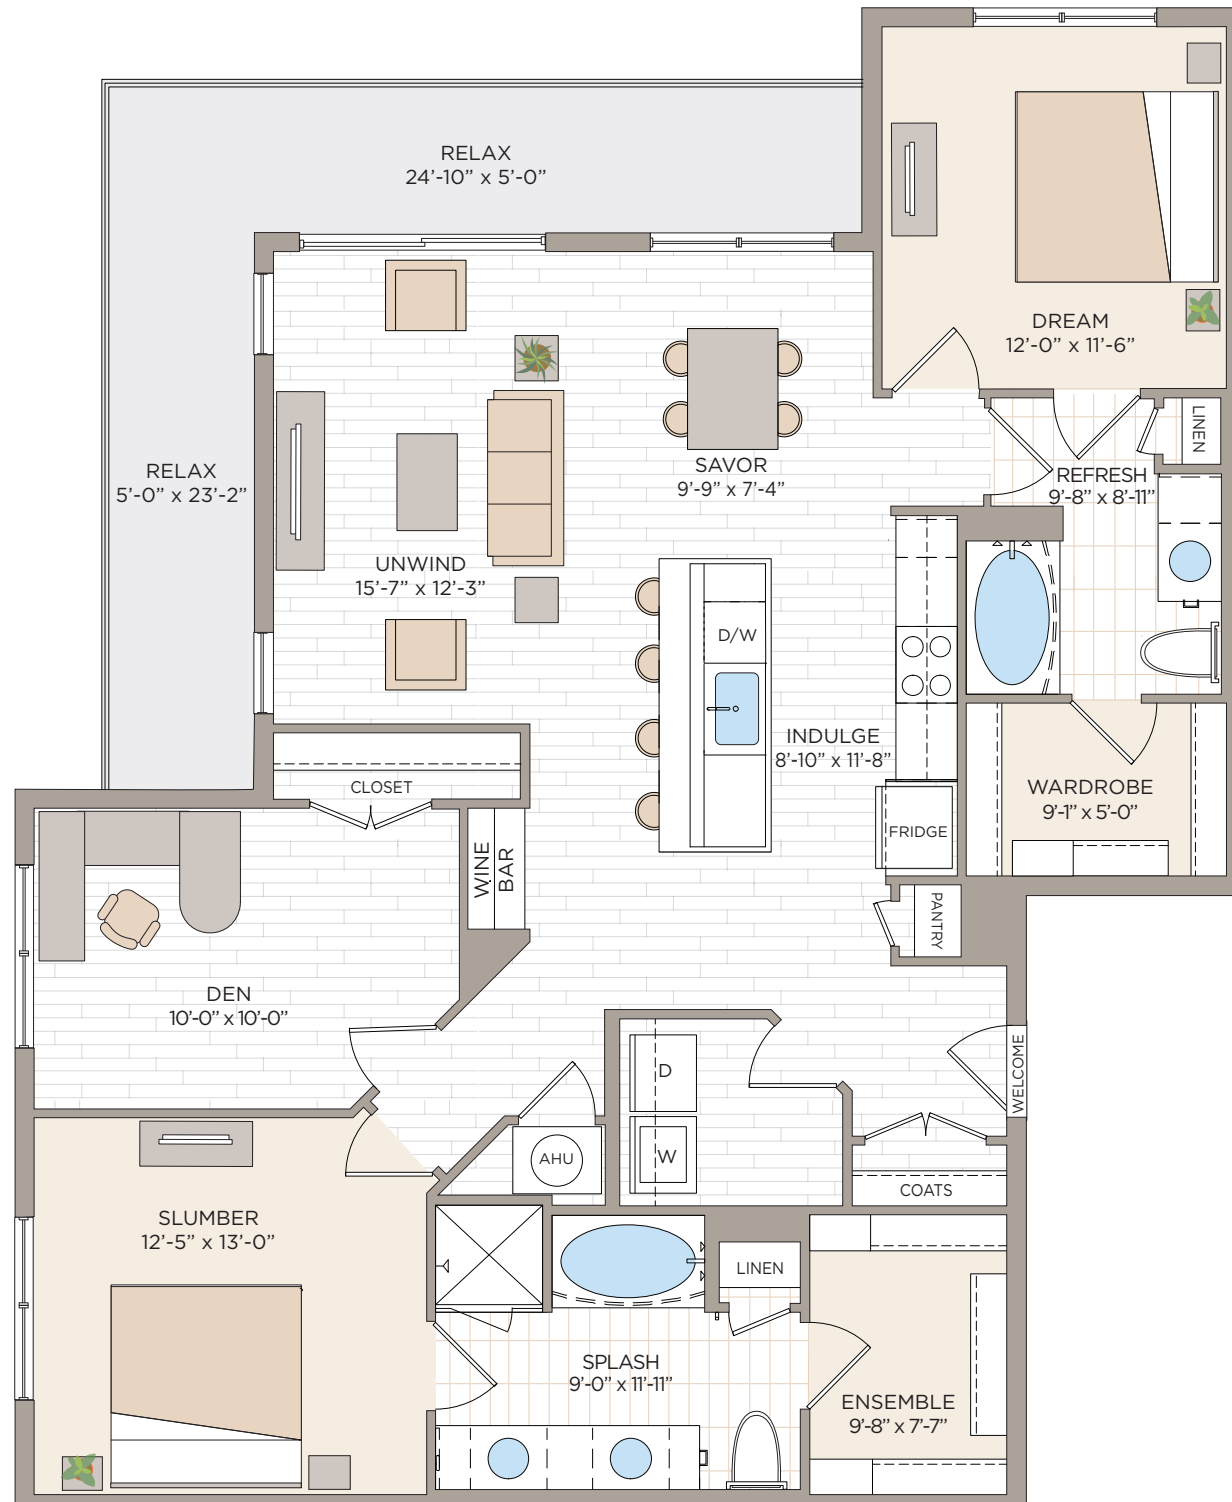 RELAX
24’-10” x 5’-0”
DREAM
12’-0” x 11’-6”
LINEN
RELAX
5’-0” x 23’-2”
SAVOR
9’-9” x 7’-4”
REFRESH
9’-8” x 8’-11”
UNWIND
15’-7” x 12’-3”
D/W
INDULGE
8’-10” x 11’-8”
CLOSET
WARDROBE
9’-1” x 5’-0”
FRIDGE
WINE
BAR
PANTRY
DEN
10’-0” x 10’-0”
WELCOME
D
W
AHU
COATS
SLUMBER
12’-5” x 13’-0”
LINEN
SPLASH
9’-0” x 11’-11”
ENSEMBLE
9’-8” x 7’-7”